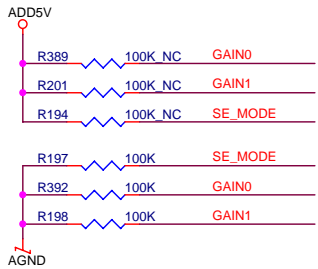 ADD5V
R389 100K_NC GAIN0
R201 100K_NC GAIN1
R194 100K_NC SE_MODE
R197 100K SE_MODE
R392 100K GAIN0
R198 100K GAIN1
AGND